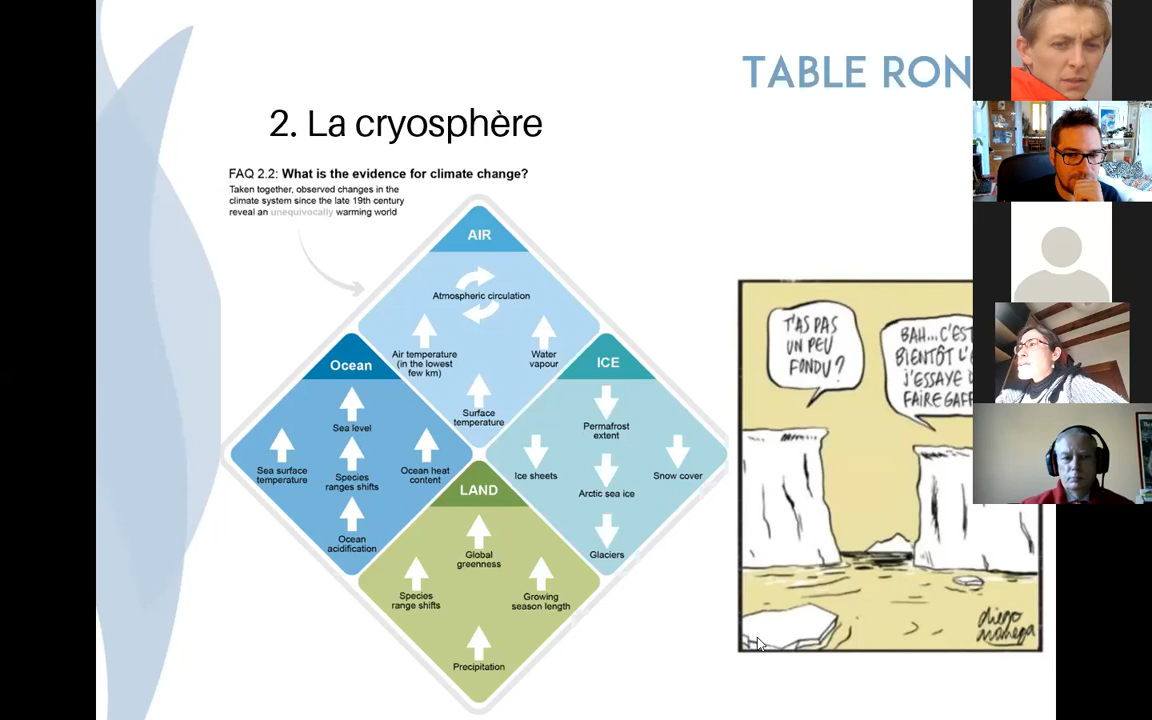 TABLE RON
2. La cryosphère
FAQ 2.2: What is the evidence for climate change?
Taken together, observed changes in the
climate system since the late 19th century
reveal an unequivocally warming world
AIR
Atmospheric circulation
Air temperature
(in the lowest
few km)
Water
vapour
Surface
temperature
Ocean
Sea level
Sea surface
temperature
Species
ranges shifts
Ocean heat
content
Ocean
acidification
ICE
Permafrost
extent
Ice sheets
Snow cover
Arctic sea ice
Glaciers
LAND
Global
greenness
Species
range shifts
Growing
season length
Precipitation
T'AS PAS
UN PEU
FONDU?
BAH...C'EST
BIENTÔT L'
J'ESSAYE
FAIRE GAFF
diego